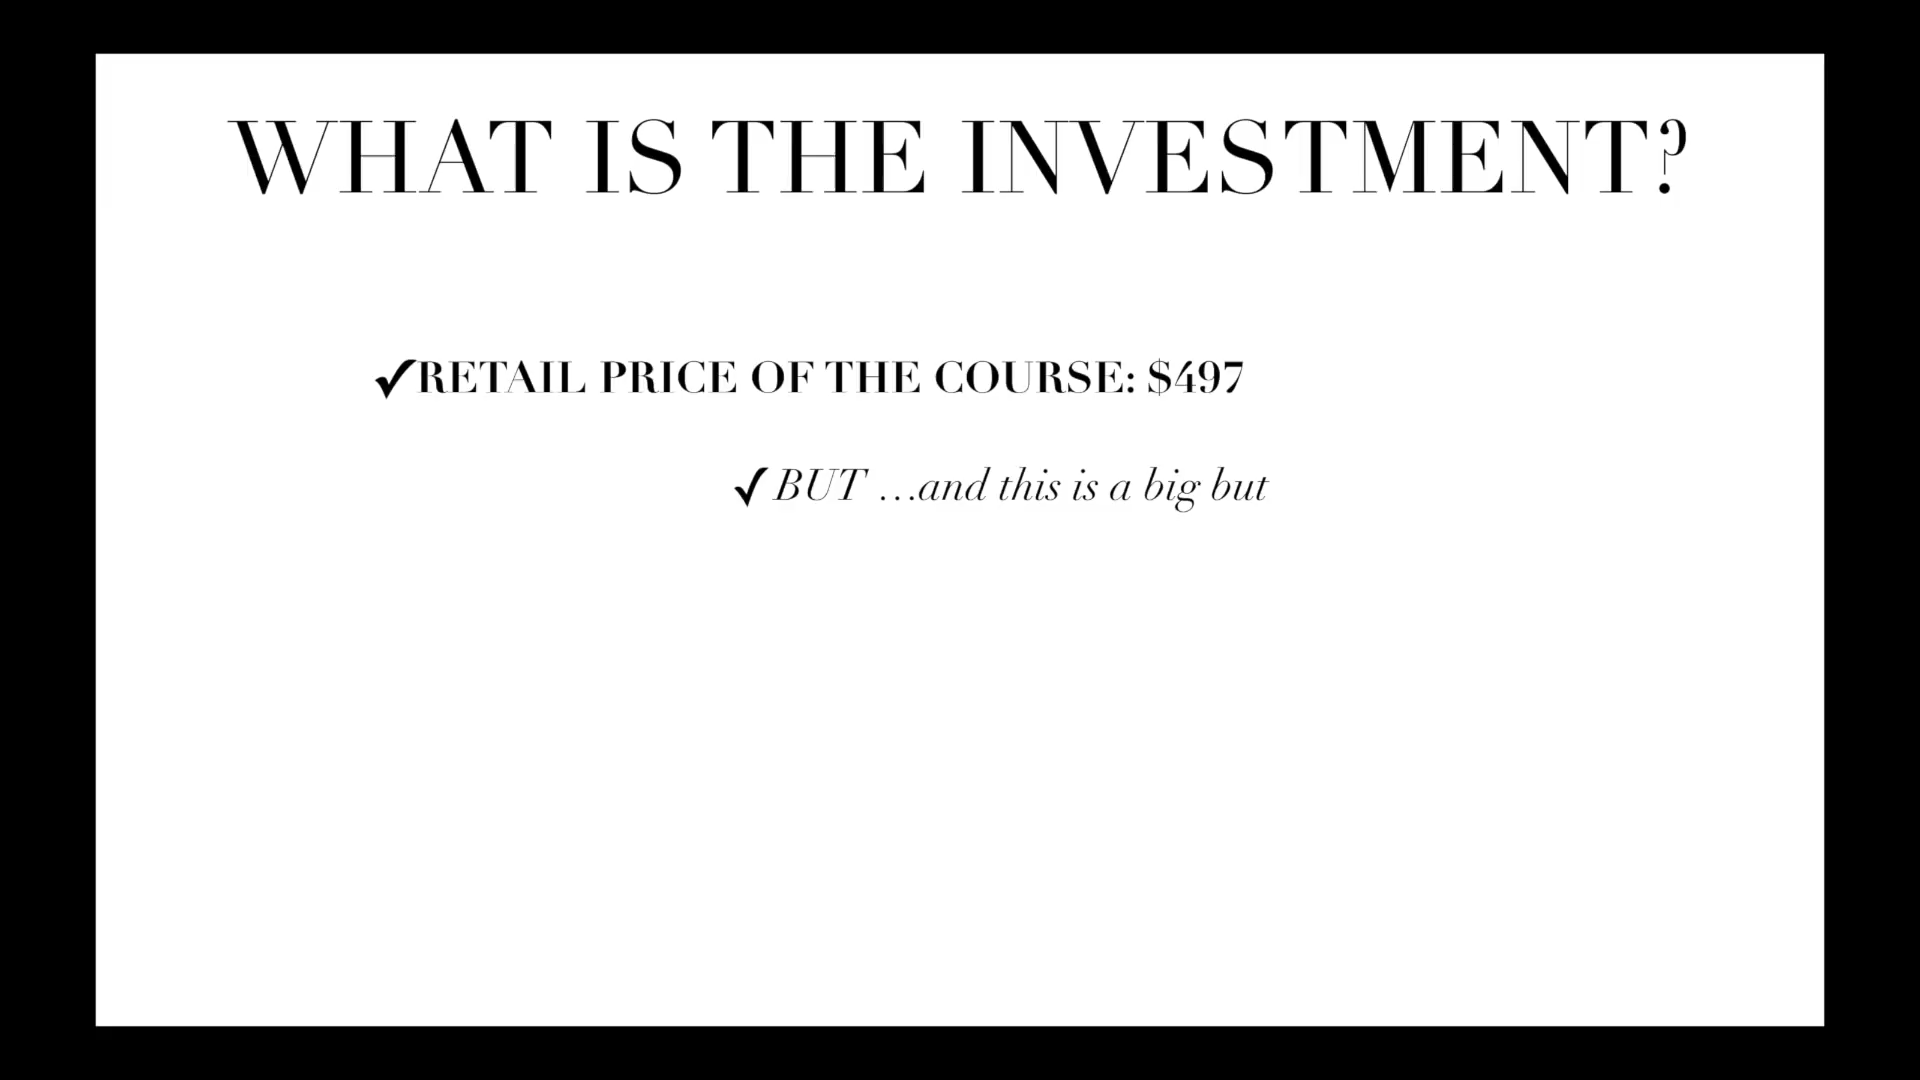 WHAT IS THE INVESTMENT?
✓RETAIL PRICE OF THE COURSE: $497
✓ BUT ...and this is a big but